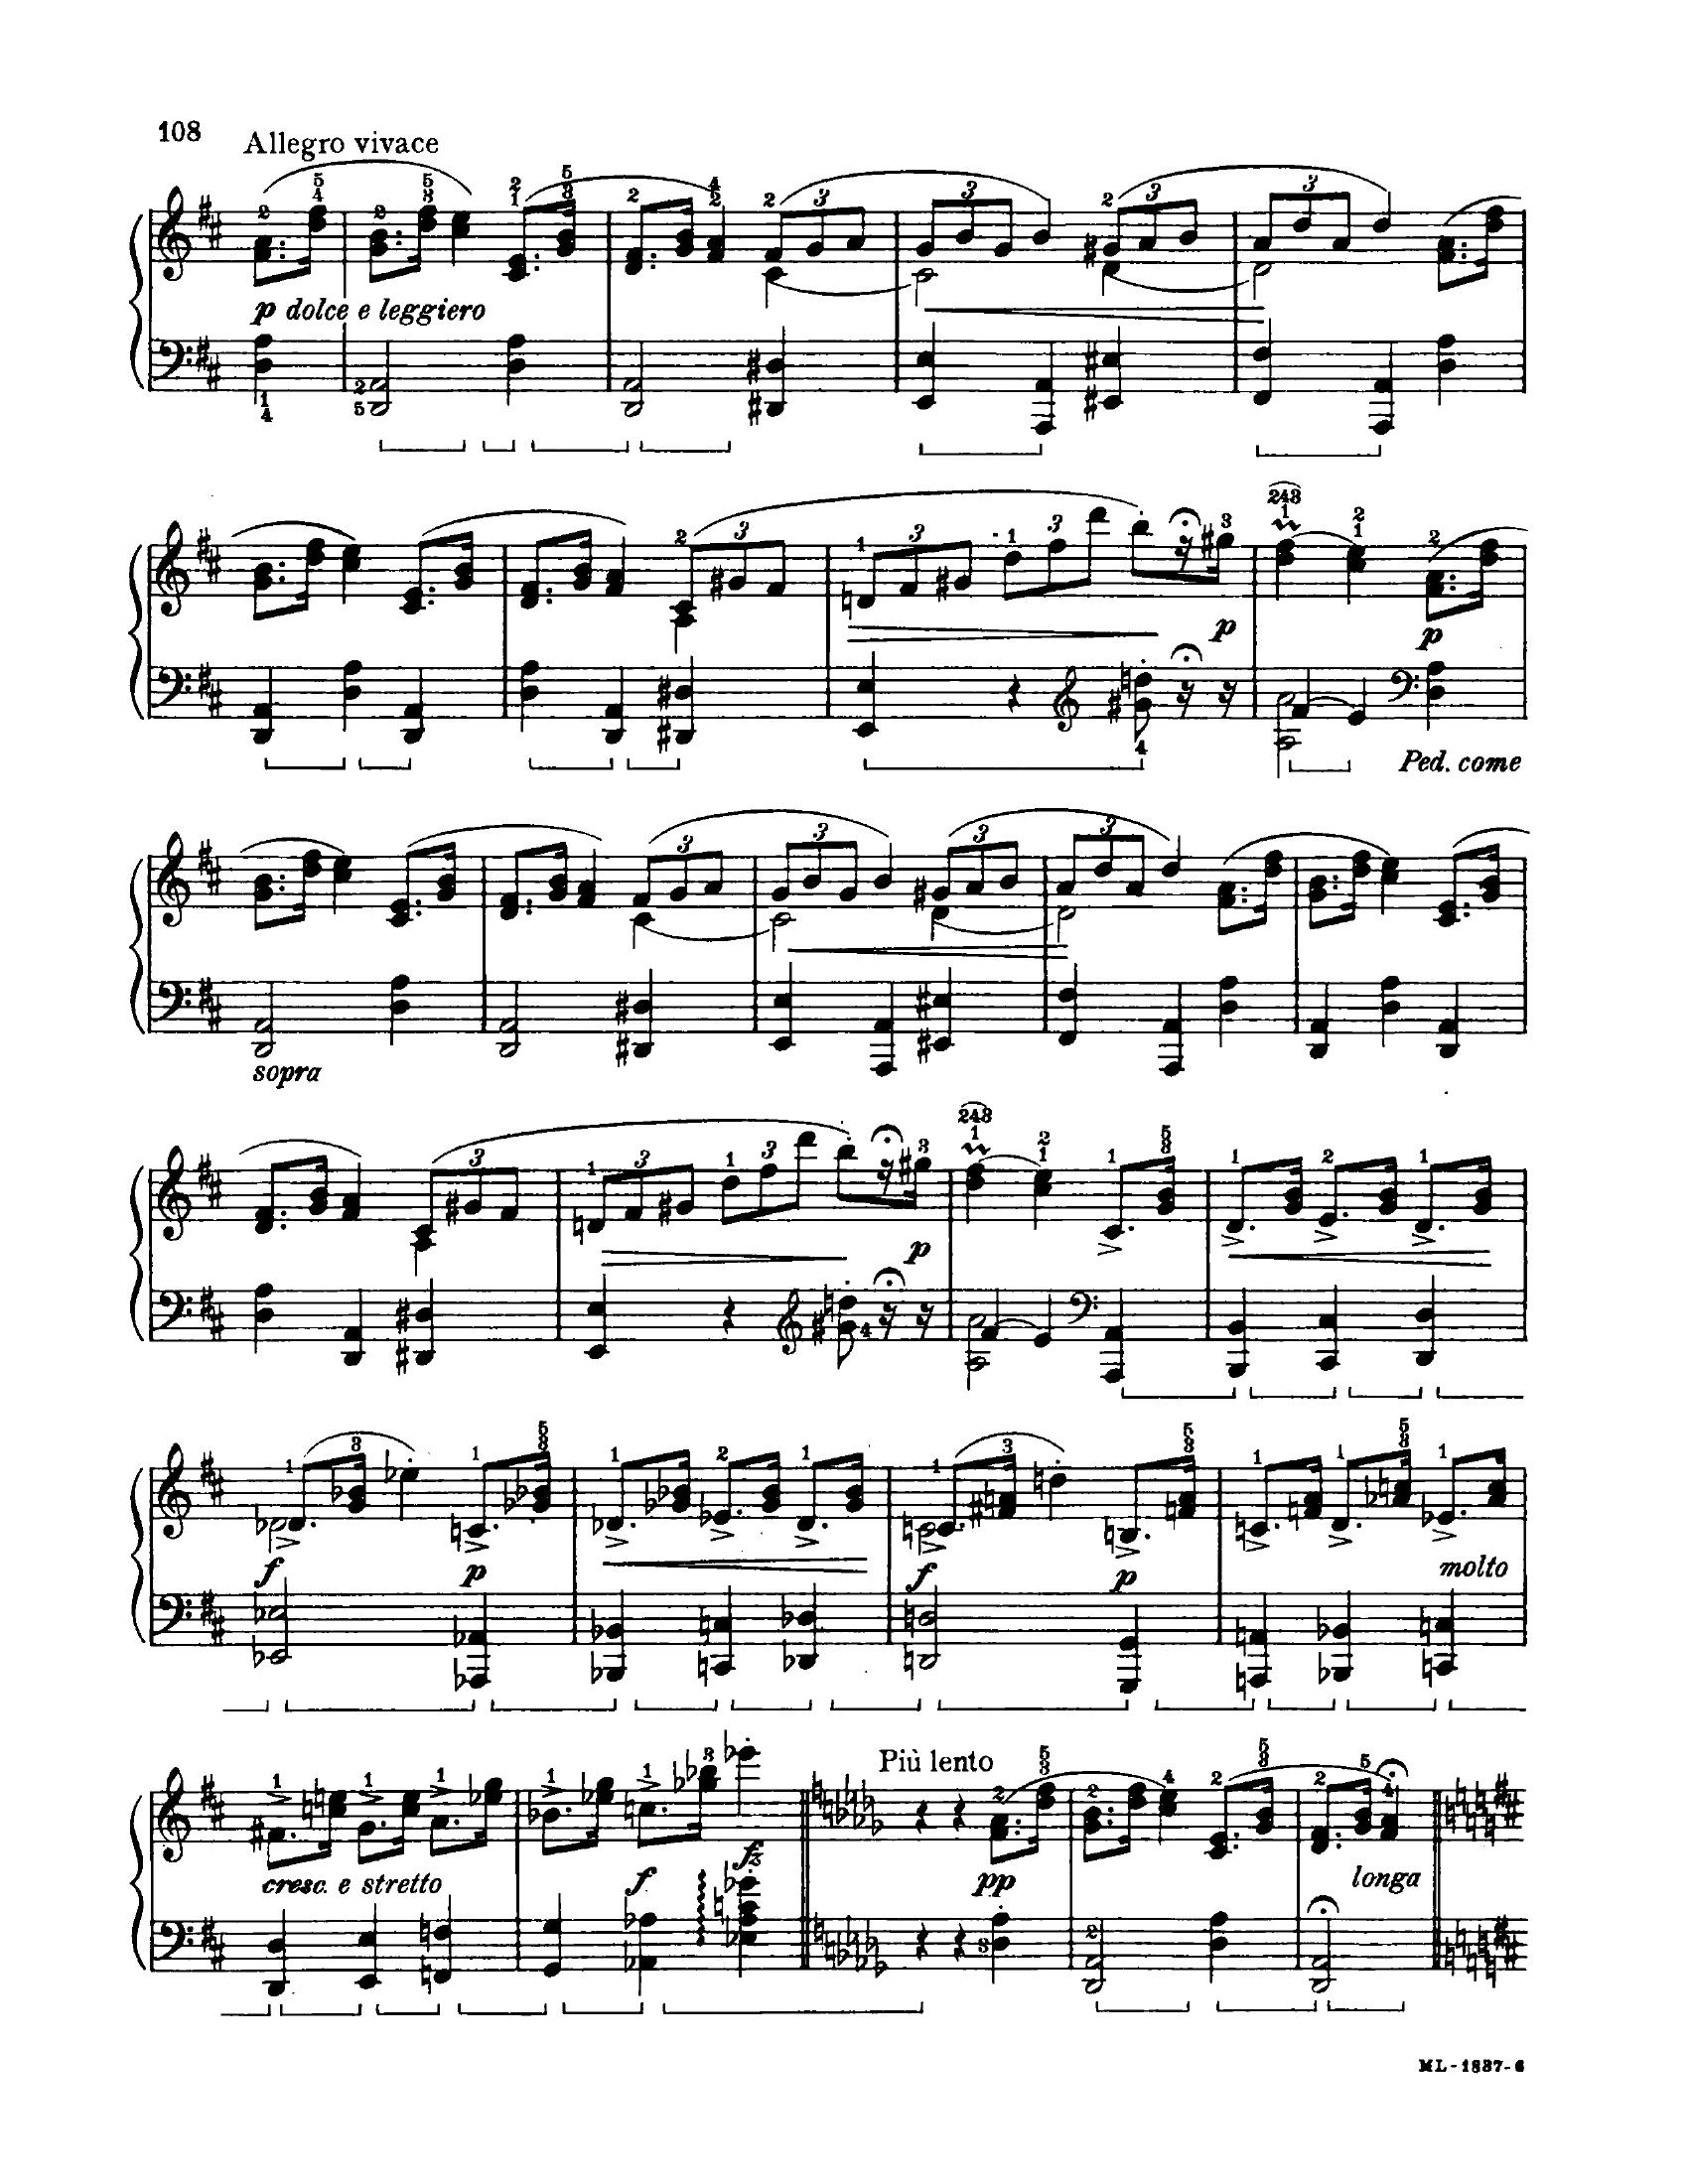 108
Allegro vivace
p dolce e leggiero
p
p
Ped. come
sopra
p
f
p
f
p
molto
Più lento
cresc. e stretto
f
fz
pp
longa
ML-1837-6